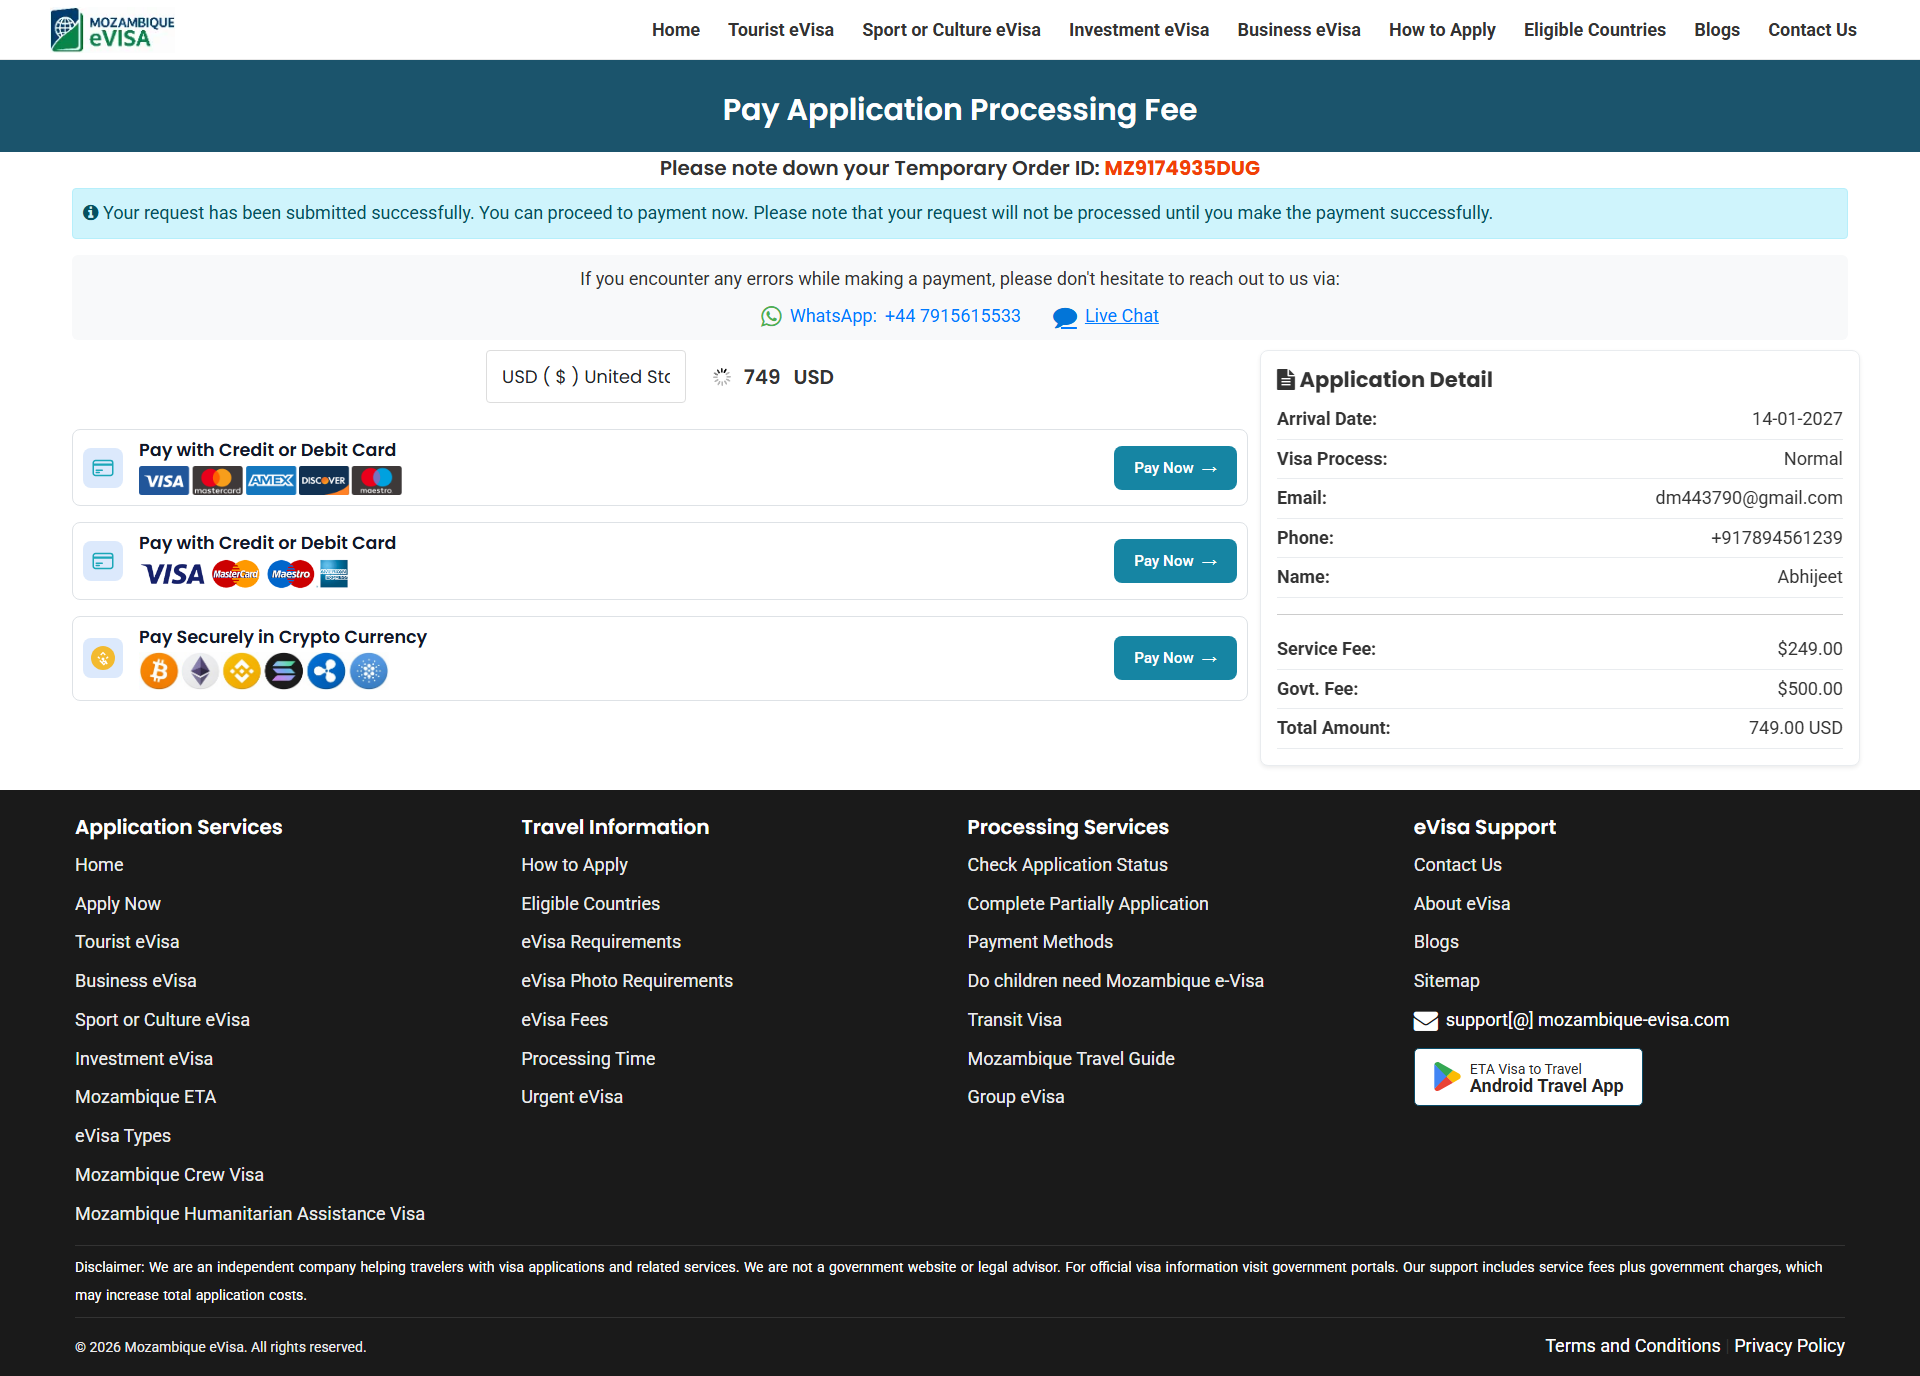 MOZAMBIQUE
eVISA
Home Tourist eVisa Sport or Culture eVisa Investment eVisa Business eVisa How to Apply Eligible Countries Blogs Contact Us
Pay Application Processing Fee
Please note down your Temporary Order ID: MZ9174935DUG
Your request has been submitted successfully. You can proceed to payment now. Please note that your request will not be processed until you make the payment successfully.
If you encounter any errors while making a payment, please don't hesitate to reach out to us via:
WhatsApp: +44 7915615533 Live Chat
USD ( $ ) United Sta 749 USD
Pay with Credit or Debit Card
VISA mastercard AMEX DISCOVER maestro
Pay Now →
Pay with Credit or Debit Card
VISA MasterCard Maestro AMERICAN EXPRESS
Pay Now →
Pay Securely in Crypto Currency
Pay Now →
Application Detail
Arrival Date: 14-01-2027
Visa Process: Normal
Email: dm443790@gmail.com
Phone: +917894561239
Name: Abhijeet
Service Fee: $249.00
Govt. Fee: $500.00
Total Amount: 749.00 USD
Application Services
Home
Apply Now
Tourist eVisa
Business eVisa
Sport or Culture eVisa
Investment eVisa
Mozambique ETA
eVisa Types
Mozambique Crew Visa
Mozambique Humanitarian Assistance Visa
Travel Information
How to Apply
Eligible Countries
eVisa Requirements
eVisa Photo Requirements
eVisa Fees
Processing Time
Urgent eVisa
Processing Services
Check Application Status
Complete Partially Application
Payment Methods
Do children need Mozambique e-Visa
Transit Visa
Mozambique Travel Guide
Group eVisa
eVisa Support
Contact Us
About eVisa
Blogs
Sitemap
support[@] mozambique-evisa.com
ETA Visa to Travel
Android Travel App
Disclaimer: We are an independent company helping travelers with visa applications and related services. We are not a government website or legal advisor. For official visa information visit government portals. Our support includes service fees plus government charges, which
may increase total application costs.
© 2026 Mozambique eVisa. All rights reserved.
Terms and Conditions | Privacy Policy